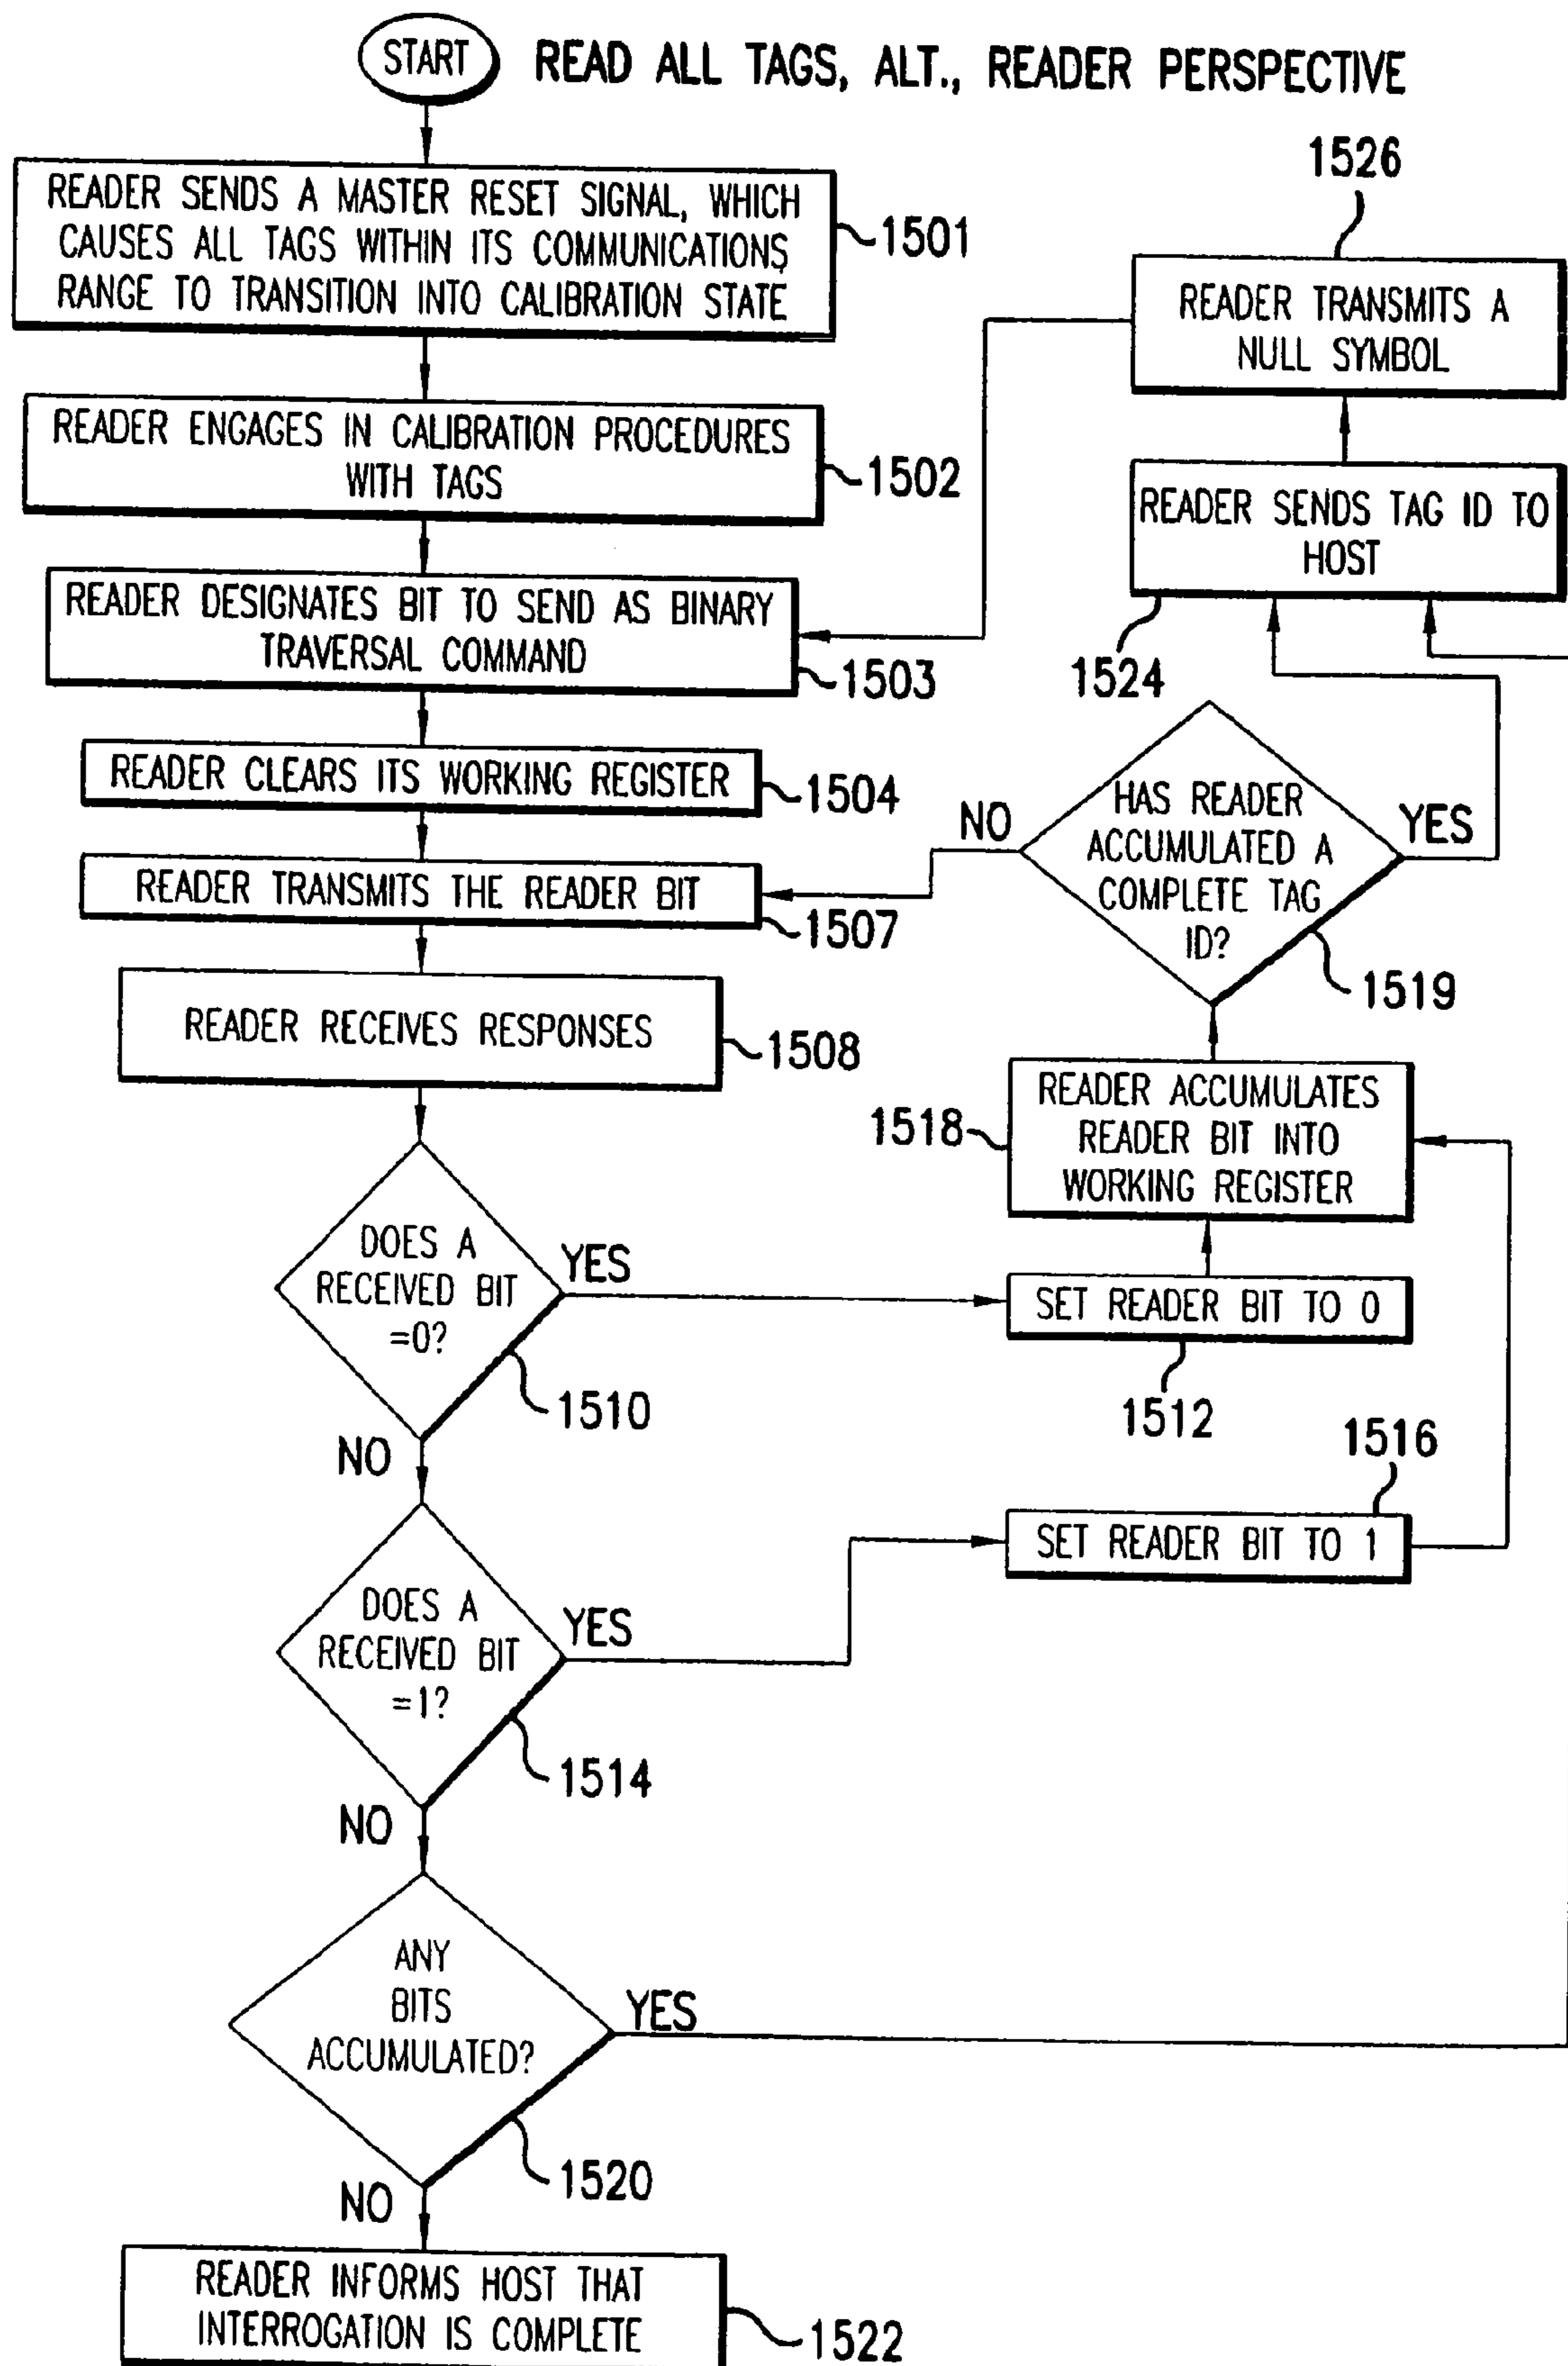 START
READ ALL TAGS, ALT., READER PERSPECTIVE
READER SENDS A MASTER RESET SIGNAL, WHICH
CAUSES ALL TAGS WITHIN ITS COMMUNICATIONS
RANGE TO TRANSITION INTO CALIBRATION STATE
1501
READER ENGAGES IN CALIBRATION PROCEDURES
WITH TAGS
1502
READER DESIGNATES BIT TO SEND AS BINARY
TRAVERSAL COMMAND
1503
READER CLEARS ITS WORKING REGISTER
1504
READER TRANSMITS THE READER BIT
1507
READER RECEIVES RESPONSES
1508
DOES A
RECEIVED BIT
=0?
YES
1510
NO
DOES A
RECEIVED BIT
=1?
YES
1514
NO
ANY
BITS
ACCUMULATED?
YES
1520
NO
READER INFORMS HOST THAT
INTERROGATION IS COMPLETE
1522
1526
READER TRANSMITS A
NULL SYMBOL
READER SENDS TAG ID TO
HOST
1524
HAS READER
ACCUMULATED A
COMPLETE TAG
ID?
NO
YES
1519
READER ACCUMULATES
READER BIT INTO
WORKING REGISTER
1518
SET READER BIT TO 0
1512
1516
SET READER BIT TO 1